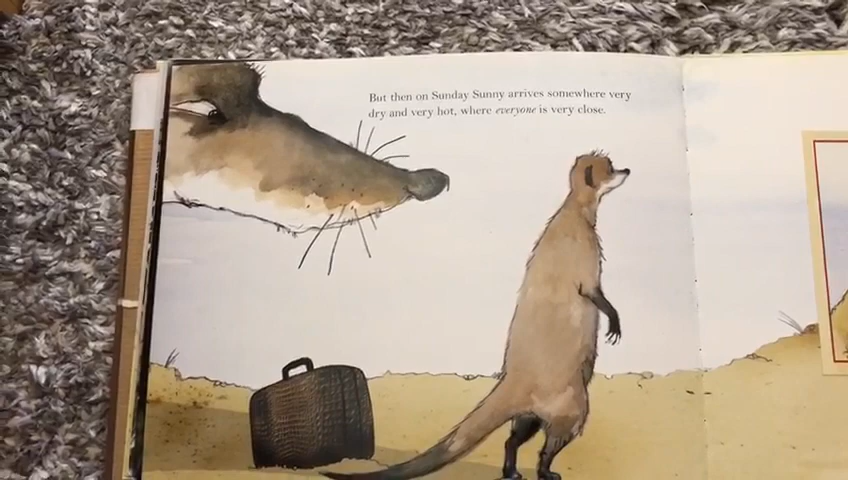 But then on Sunday Sunny arrives somewhere very
dry and very hot, where everyone is very close.